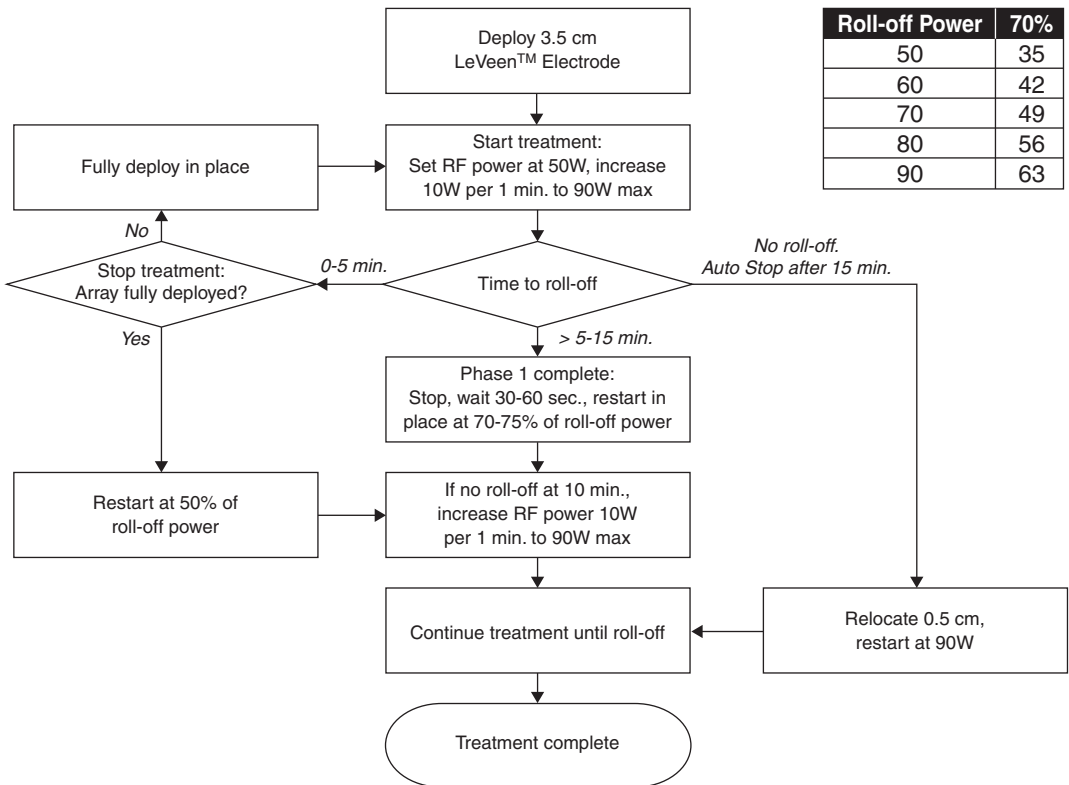 Deploy 3.5 cm
LeVeen™ Electrode
Roll-off Power 70%
50 35
60 42
70 49
80 56
90 63
Fully deploy in place
Start treatment:
Set RF power at 50W, increase
10W per 1 min. to 90W max
No
Stop treatment:
Array fully deployed?
0-5 min.
Time to roll-off
No roll-off.
Auto Stop after 15 min.
Yes
> 5-15 min.
Phase 1 complete:
Stop, wait 30-60 sec., restart in
place at 70-75% of roll-off power
Restart at 50% of
roll-off power
If no roll-off at 10 min.,
increase RF power 10W
per 1 min. to 90W max
Continue treatment until roll-off
Relocate 0.5 cm,
restart at 90W
Treatment complete